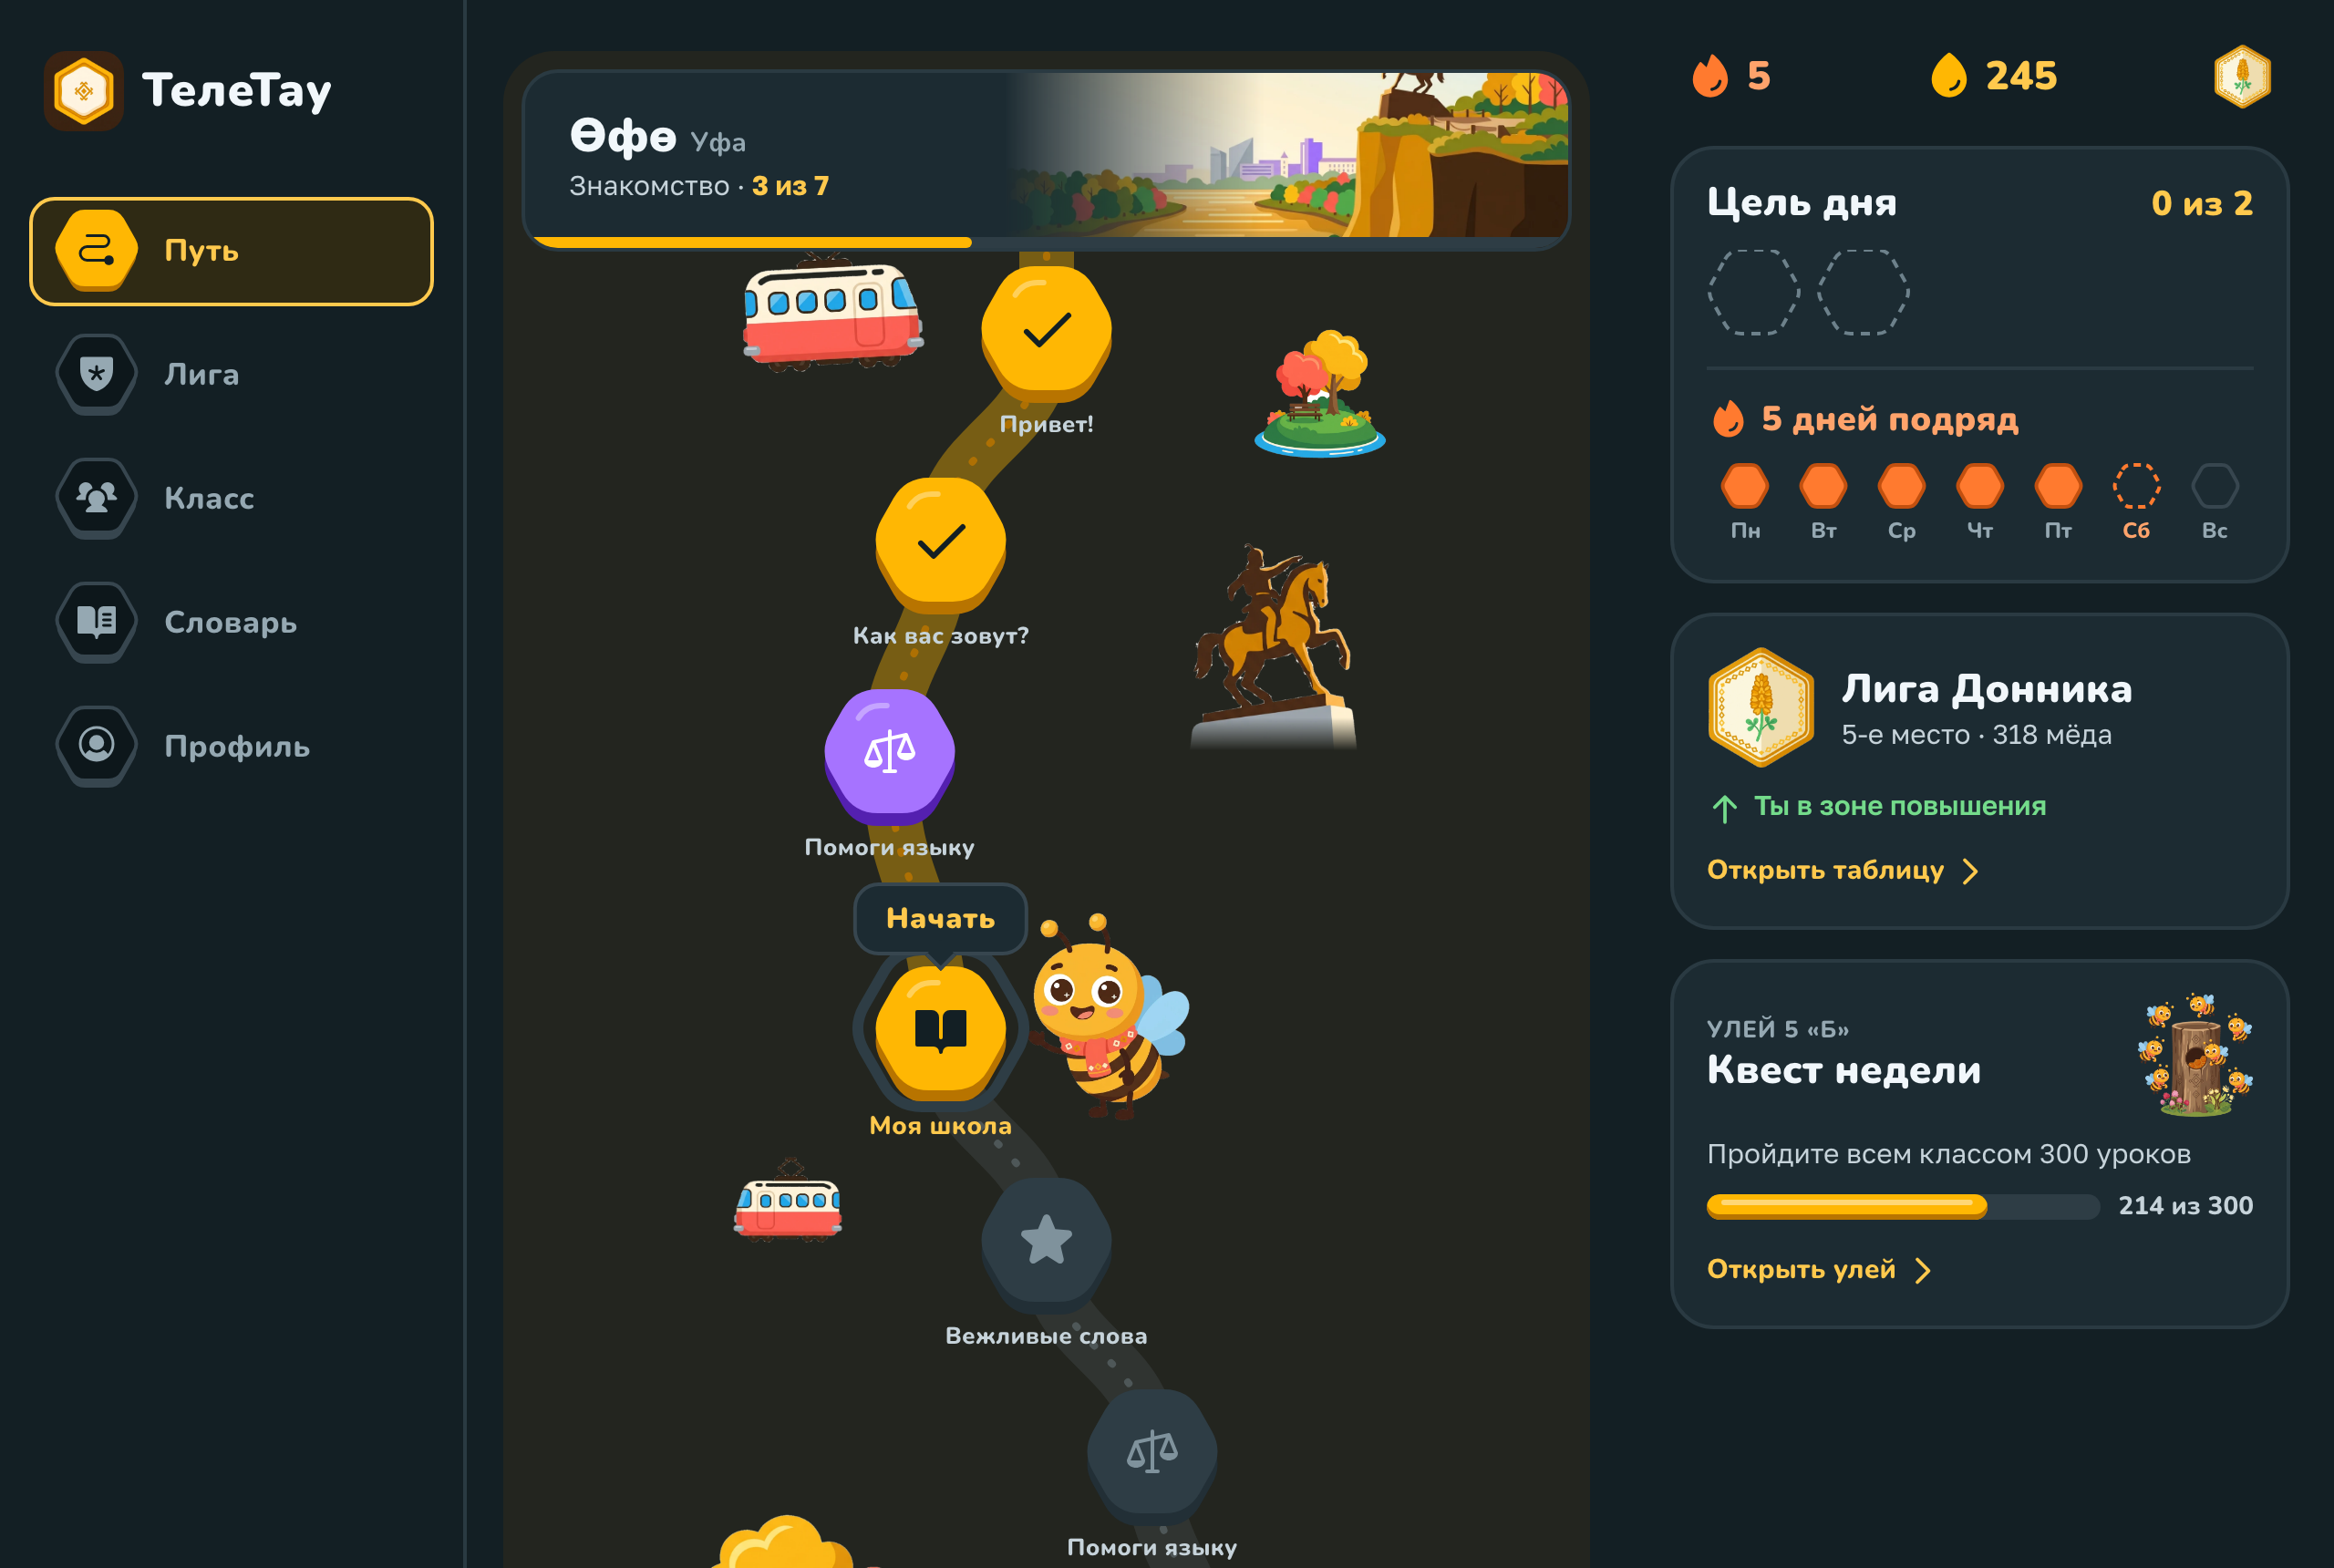 ТелеТау
Путь
Лига
Класс
Словарь
Профиль
Өфө Уфа
Знакомство · 3 из 7
Привет!
Как вас зовут?
Помоги языку
Начать
Моя школа
Вежливые слова
Помоги языку
5
245
Цель дня
0 из 2
5 дней подряд
Пн Вт Ср Чт Пт Сб Вс
Лига Донника
5-е место · 318 мёда
Ты в зоне повышения
Открыть таблицу
УЛЕЙ 5 «Б»
Квест недели
Пройдите всем классом 300 уроков
214 из 300
Открыть улей